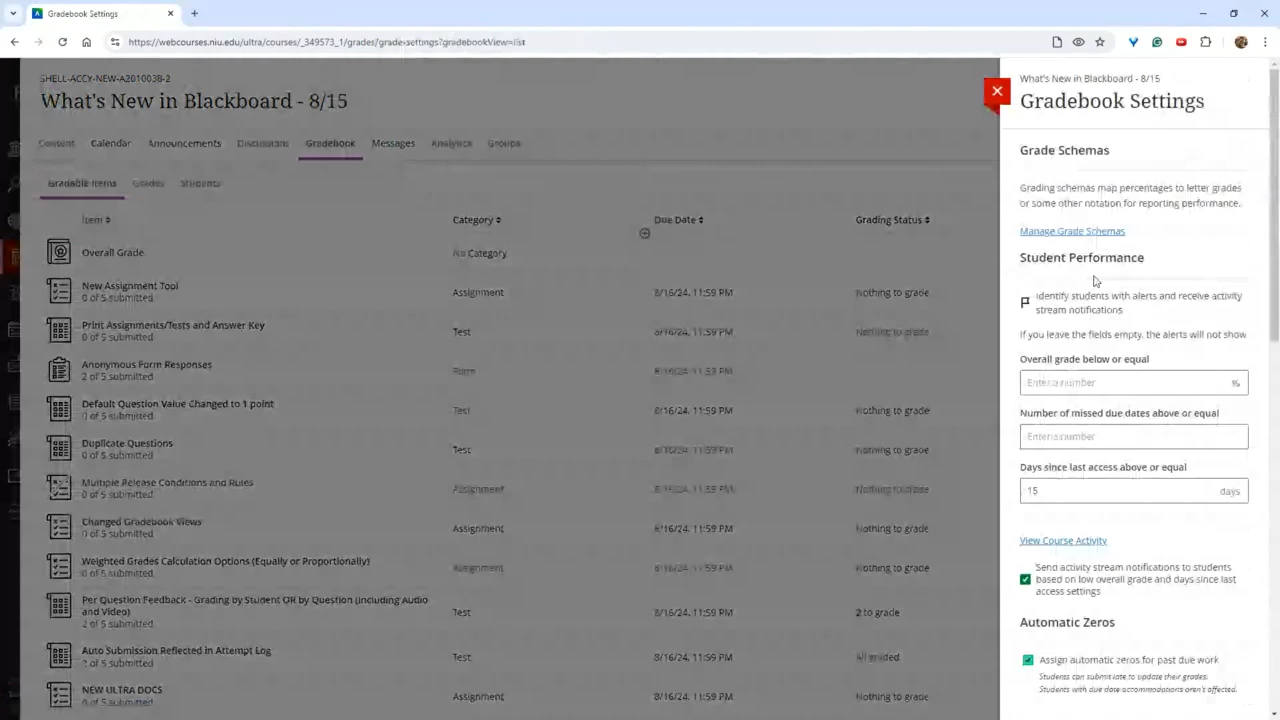 Gradebook Settings
https://webcourses.niu.edu/ultra/courses/_349573_1/grades/grade-settings?gradebookView=list
SHELL-ACCY-NEW-A2010038-2
What's New in Blackboard - 8/15
Content Calendar Announcements Discussions Gradebook Messages Analytics Groups
Gradable Items Grades Students
Item Category Due Date Grading Status
Overall Grade No Category
New Assignment Tool
0 of 5 submitted
Assignment 8/16/24, 11:59 PM Nothing to grade
Print Assignments/Tests and Answer Key
0 of 5 submitted
Test 8/16/24, 11:59 PM Nothing to grade
Anonymous Form Responses
2 of 5 submitted
Form 8/16/24, 11:59 PM
Default Question Value Changed to 1 point
0 of 5 submitted
Test 8/16/24, 11:59 PM Nothing to grade
Duplicate Questions
0 of 5 submitted
Test 8/16/24, 11:59 PM Nothing to grade
Multiple Release Conditions and Rules
0 of 5 submitted
Assignment 8/16/24, 11:59 PM Nothing to grade
Changed Gradebook Views
0 of 5 submitted
Assignment 8/16/24, 11:59 PM Nothing to grade
Weighted Grades Calculation Options (Equally or Proportionally)
0 of 5 submitted
Assignment 8/16/24, 11:59 PM Nothing to grade
Per Question Feedback - Grading by Student OR by Question (including Audio
and Video)
2 of 5 submitted
Test 8/16/24, 11:59 PM 2 to grade
Auto Submission Reflected in Attempt Log
2 of 5 submitted
Test 8/16/24, 11:59 PM All graded
NEW ULTRA DOCS
0 of 5 submitted
Assignment 8/16/24, 11:59 PM Nothing to grade
What's New in Blackboard - 8/15
Gradebook Settings
Grade Schemas
Grading schemas map percentages to letter grades
or some other notation for reporting performance.
Manage Grade Schemas
Student Performance
Identify students with alerts and receive activity
stream notifications
If you leave the fields empty, the alerts will not show
Overall grade below or equal
Enter a number %
Number of missed due dates above or equal
Enter a number
Days since last access above or equal
15 days
View Course Activity
Send activity stream notifications to students
based on low overall grade and days since last
access settings
Automatic Zeros
Assign automatic zeros for past due work
Students can submit late to update their grades.
Students with due date accommodations aren't affected.